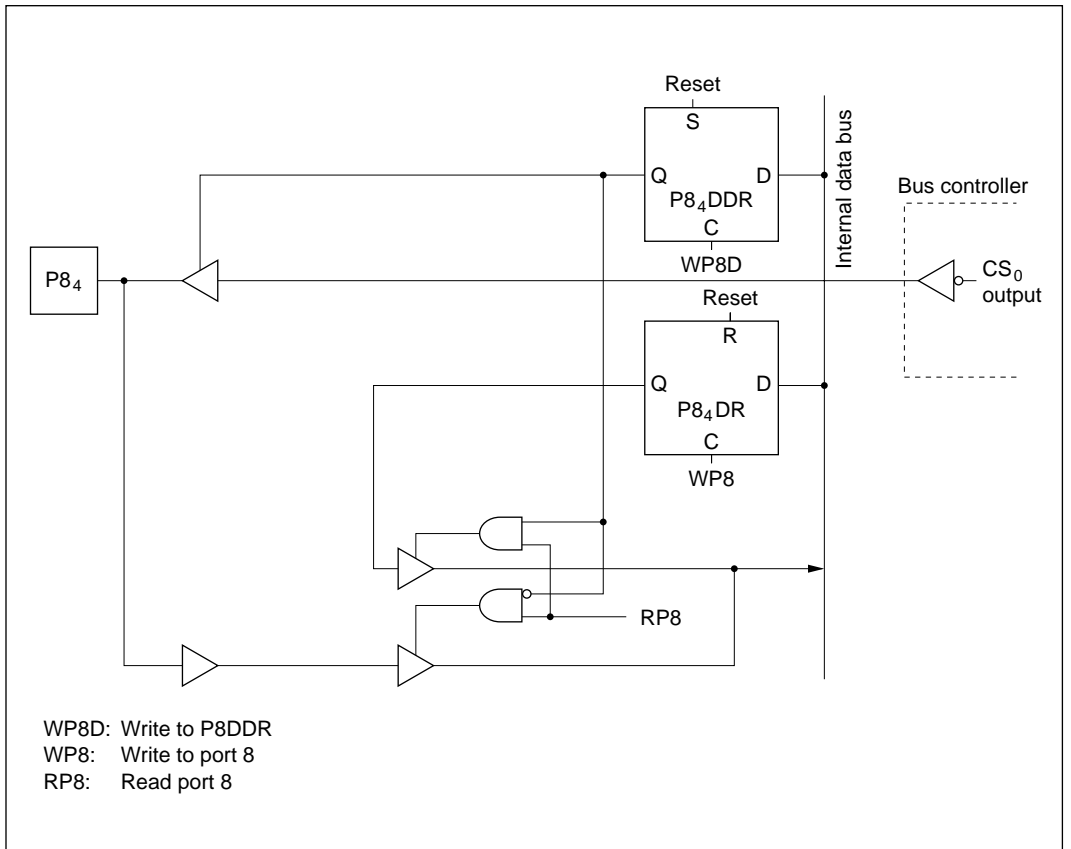 Reset
S
Q
D
P8₄DDR
C
WP8D
Internal data bus
Bus controller
P8₄
CS₀
output
Reset
R
Q
D
P8₄DR
C
WP8
RP8
WP8D: Write to P8DDR
WP8: Write to port 8
RP8: Read port 8